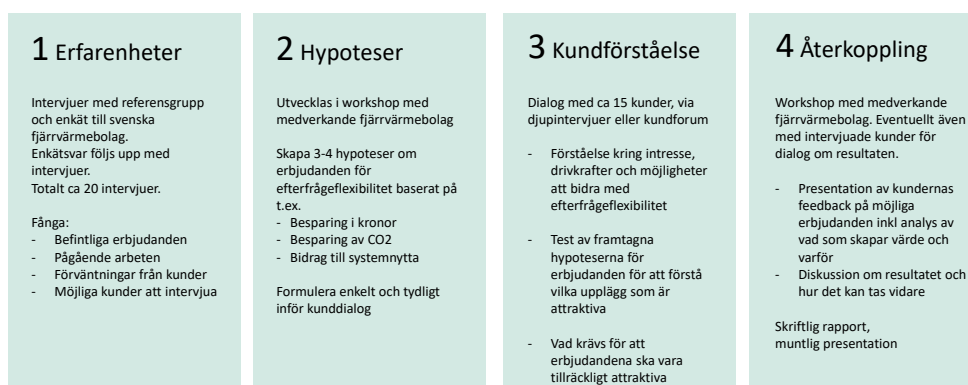 1 Erfarenheter
Intervjuer med referensgrupp
och enkät till svenska
fjärrvärmebolag.
Enkätsvar följs upp med
intervjuer.
Totalt ca 20 intervjuer.
Fånga:
- Befintliga erbjudanden
- Pågående arbeten
- Förväntningar från kunder
- Möjliga kunder att intervjua
2 Hypoteser
Utvecklas i workshop med
medverkande fjärrvärmebolag
Skapa 3-4 hypoteser om
erbjudanden för
efterfrågeflexibilitet baserat på
t.ex.
- Besparing i kronor
- Besparing av CO2
- Bidrag till systemnytta
Formulera enkelt och tydligt
inför kunddialog
3 Kundförståelse
Dialog med ca 15 kunder, via
djupintervjuer eller kundforum
- Förståelse kring intresse,
drivkrafter och möjligheter
att bidra med
efterfrågeflexibilitet
- Test av framtagna
hypoteserna för
erbjudanden för att förstå
vilka upplägg som är
attraktiva
- Vad krävs för att
erbjudandena ska vara
tillräckligt attraktiva
4 Återkoppling
Workshop med medverkande
fjärrvärmebolag. Eventuellt även
med intervjuade kunder för
dialog om resultaten.
- Presentation av kundernas
feedback på möjliga
erbjudanden inkl analys av
vad som skapar värde och
varför
- Diskussion om resultatet och
hur det kan tas vidare
Skriftlig rapport,
muntlig presentation